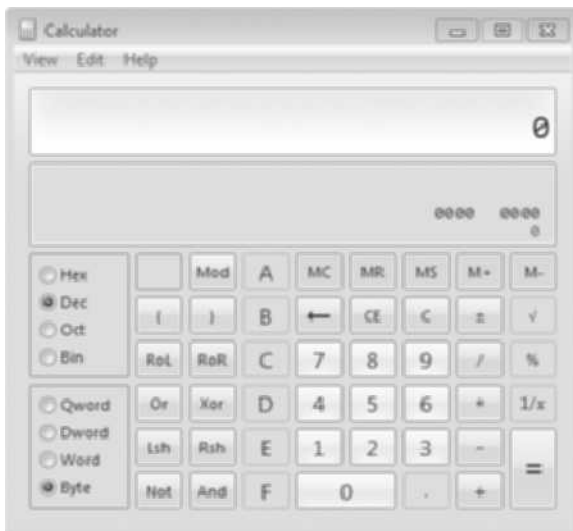 Calculator
View Edit Help
0
0000 0000
0
Hex Mod A MC MR MS M+ M-
Dec ( ) B ← CE C ± √
Oct
Bin RoL RoR C 7 8 9 / %
Qword Or Xor D 4 5 6 * 1/x
Dword
Word Lsh Rsh E 1 2 3 - =
Byte Not And F 0 . +